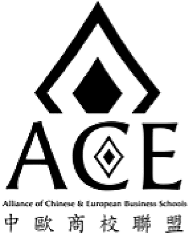 ACE
Alliance of Chinese & European Business Schools
中歐商校聯盟